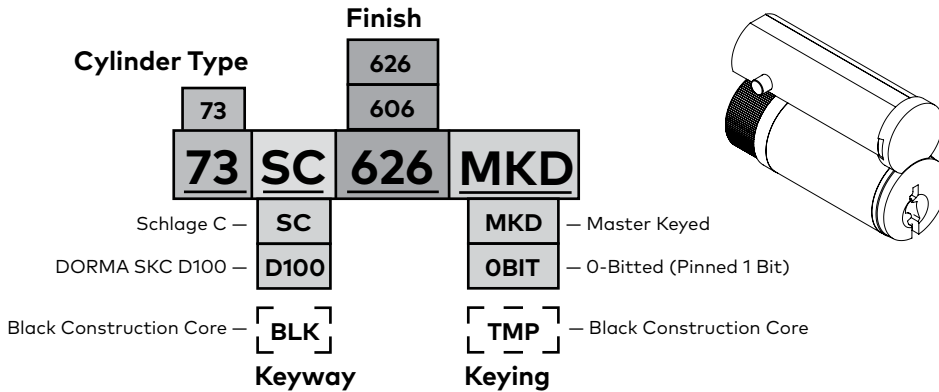 Finish
Cylinder Type
626
73
606
73 SC 626 MKD
Schlage C — SC
MKD — Master Keyed
DORMA SKC D100 — D100
0BIT — 0-Bitted (Pinned 1 Bit)
Black Construction Core — BLK
TMP — Black Construction Core
Keyway
Keying